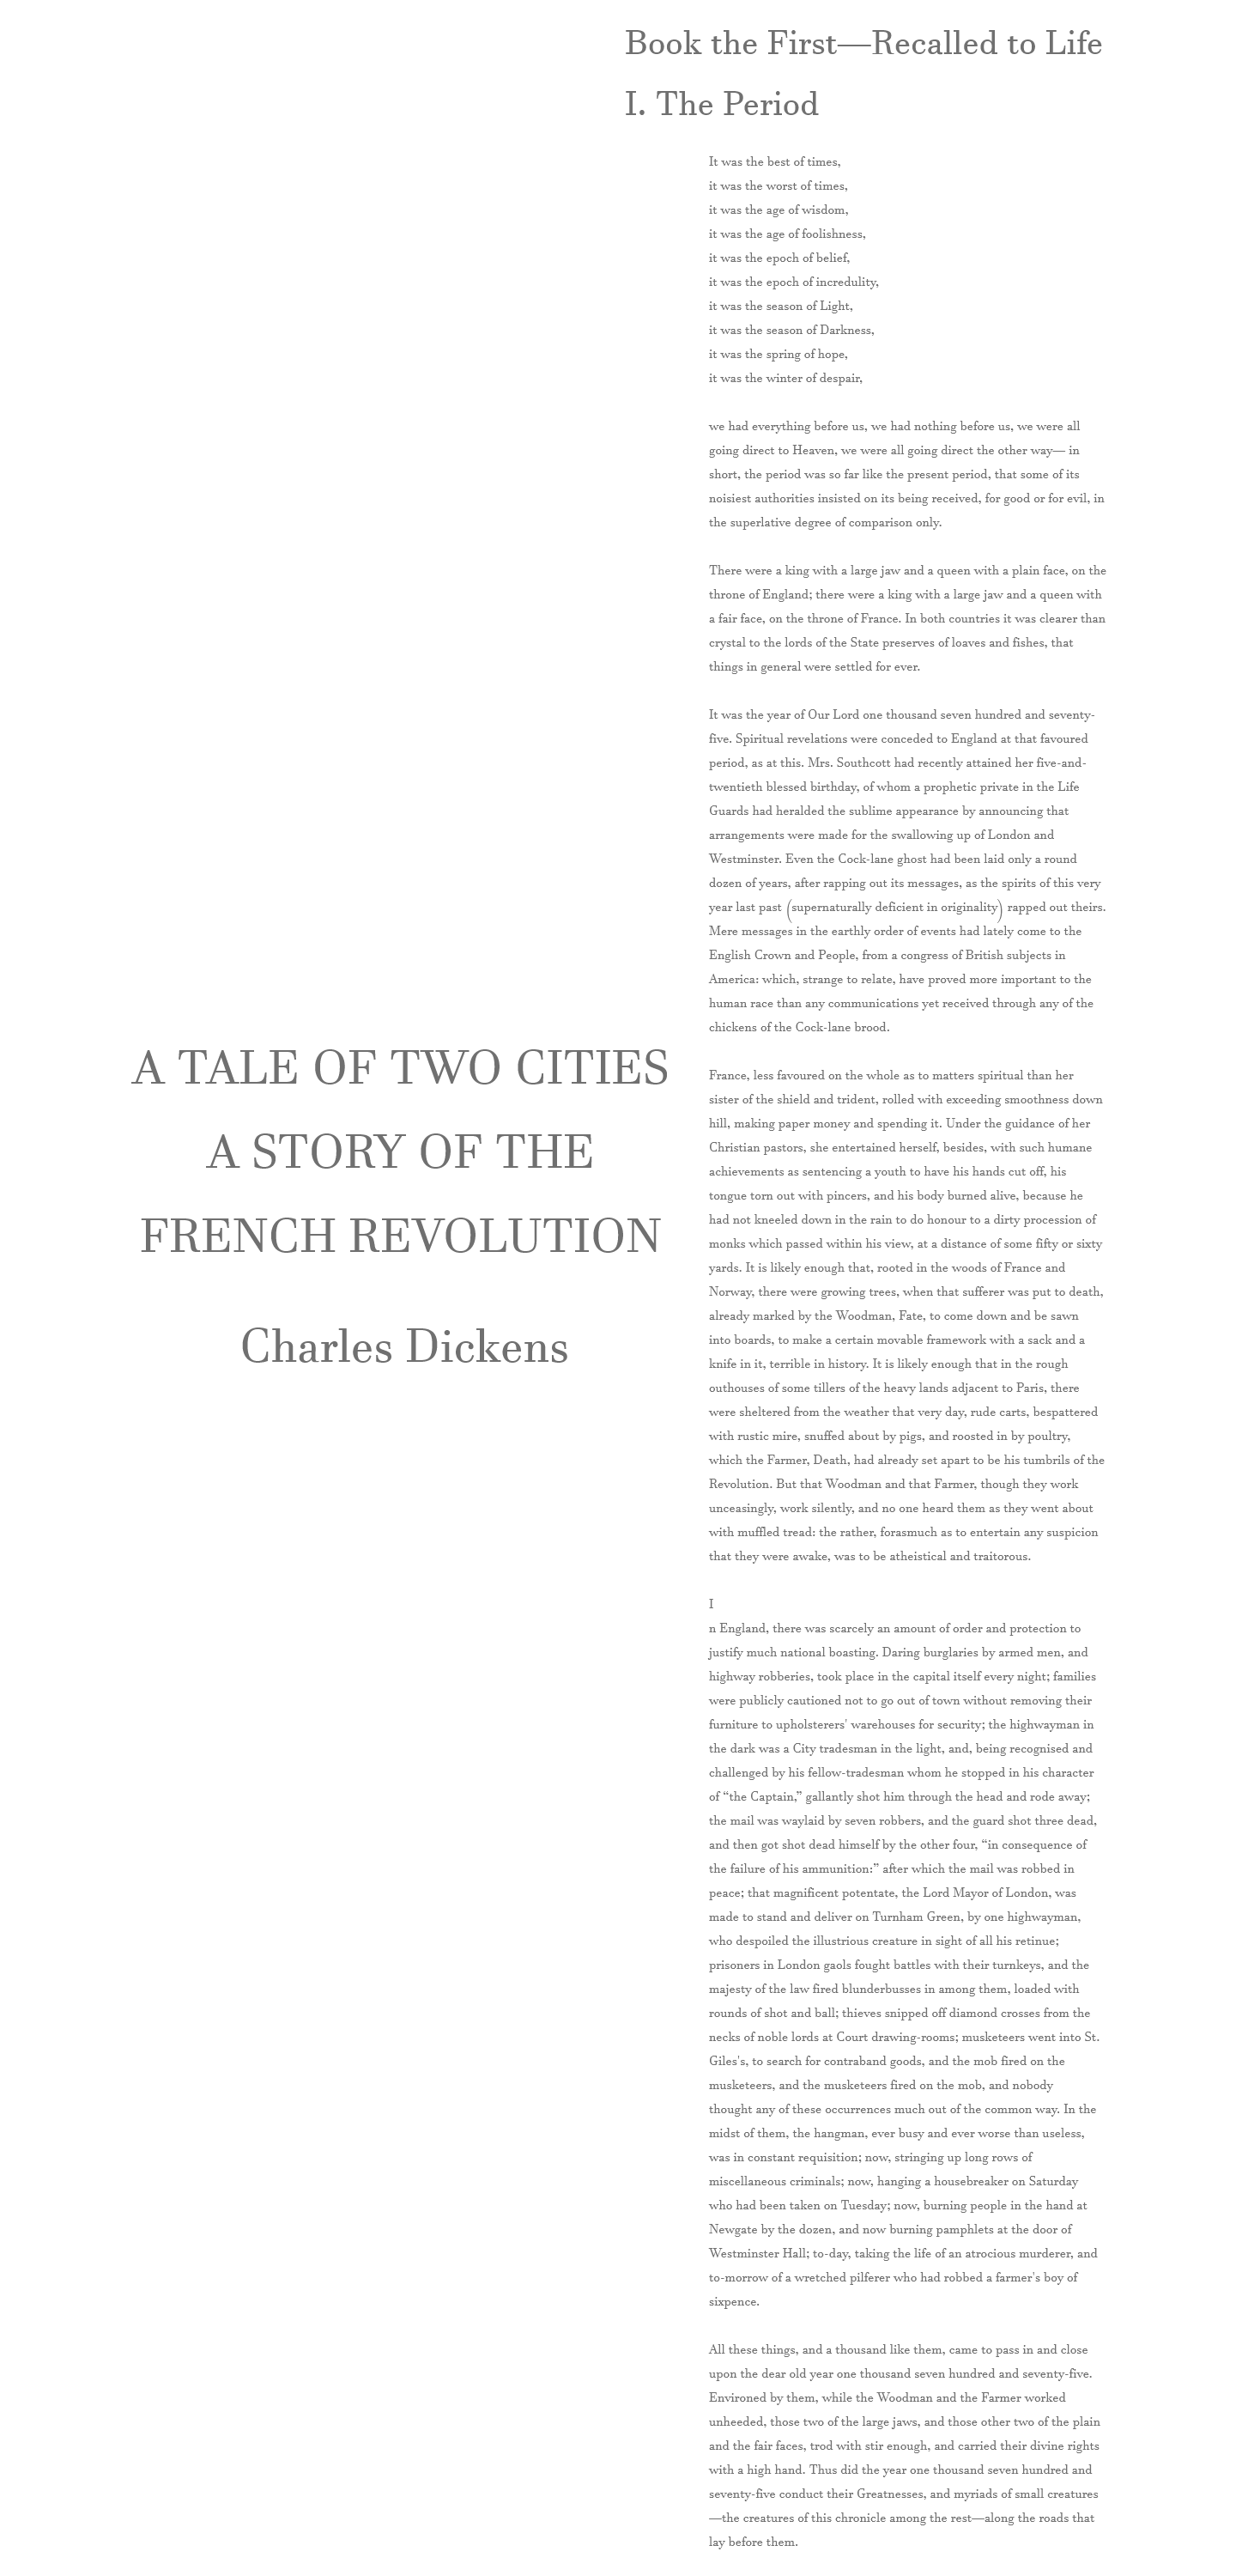 A TALE OF TWO CITIES
A STORY OF THE
FRENCH REVOLUTION
Charles Dickens
Book the First—Recalled to Life
I. The Period
It was the best of times,
it was the worst of times,
it was the age of wisdom,
it was the age of foolishness,
it was the epoch of belief,
it was the epoch of incredulity,
it was the season of Light,
it was the season of Darkness,
it was the spring of hope,
it was the winter of despair,
we had everything before us, we had nothing before us, we were all
going direct to Heaven, we were all going direct the other way— in
short, the period was so far like the present period, that some of its
noisiest authorities insisted on its being received, for good or for evil, in
the superlative degree of comparison only.
There were a king with a large jaw and a queen with a plain face, on the
throne of England; there were a king with a large jaw and a queen with
a fair face, on the throne of France. In both countries it was clearer than
crystal to the lords of the State preserves of loaves and fishes, that
things in general were settled for ever.
It was the year of Our Lord one thousand seven hundred and seventy-
five. Spiritual revelations were conceded to England at that favoured
period, as at this. Mrs. Southcott had recently attained her five-and-
twentieth blessed birthday, of whom a prophetic private in the Life
Guards had heralded the sublime appearance by announcing that
arrangements were made for the swallowing up of London and
Westminster. Even the Cock-lane ghost had been laid only a round
dozen of years, after rapping out its messages, as the spirits of this very
year last past (supernaturally deficient in originality) rapped out theirs.
Mere messages in the earthly order of events had lately come to the
English Crown and People, from a congress of British subjects in
America: which, strange to relate, have proved more important to the
human race than any communications yet received through any of the
chickens of the Cock-lane brood.
France, less favoured on the whole as to matters spiritual than her
sister of the shield and trident, rolled with exceeding smoothness down
hill, making paper money and spending it. Under the guidance of her
Christian pastors, she entertained herself, besides, with such humane
achievements as sentencing a youth to have his hands cut off, his
tongue torn out with pincers, and his body burned alive, because he
had not kneeled down in the rain to do honour to a dirty procession of
monks which passed within his view, at a distance of some fifty or sixty
yards. It is likely enough that, rooted in the woods of France and
Norway, there were growing trees, when that sufferer was put to death,
already marked by the Woodman, Fate, to come down and be sawn
into boards, to make a certain movable framework with a sack and a
knife in it, terrible in history. It is likely enough that in the rough
outhouses of some tillers of the heavy lands adjacent to Paris, there
were sheltered from the weather that very day, rude carts, bespattered
with rustic mire, snuffed about by pigs, and roosted in by poultry,
which the Farmer, Death, had already set apart to be his tumbrils of the
Revolution. But that Woodman and that Farmer, though they work
unceasingly, work silently, and no one heard them as they went about
with muffled tread: the rather, forasmuch as to entertain any suspicion
that they were awake, was to be atheistical and traitorous.
I
n England, there was scarcely an amount of order and protection to
justify much national boasting. Daring burglaries by armed men, and
highway robberies, took place in the capital itself every night; families
were publicly cautioned not to go out of town without removing their
furniture to upholsterers' warehouses for security; the highwayman in
the dark was a City tradesman in the light, and, being recognised and
challenged by his fellow-tradesman whom he stopped in his character
of “the Captain,” gallantly shot him through the head and rode away;
the mail was waylaid by seven robbers, and the guard shot three dead,
and then got shot dead himself by the other four, “in consequence of
the failure of his ammunition:” after which the mail was robbed in
peace; that magnificent potentate, the Lord Mayor of London, was
made to stand and deliver on Turnham Green, by one highwayman,
who despoiled the illustrious creature in sight of all his retinue;
prisoners in London gaols fought battles with their turnkeys, and the
majesty of the law fired blunderbusses in among them, loaded with
rounds of shot and ball; thieves snipped off diamond crosses from the
necks of noble lords at Court drawing-rooms; musketeers went into St.
Giles's, to search for contraband goods, and the mob fired on the
musketeers, and the musketeers fired on the mob, and nobody
thought any of these occurrences much out of the common way. In the
midst of them, the hangman, ever busy and ever worse than useless,
was in constant requisition; now, stringing up long rows of
miscellaneous criminals; now, hanging a housebreaker on Saturday
who had been taken on Tuesday; now, burning people in the hand at
Newgate by the dozen, and now burning pamphlets at the door of
Westminster Hall; to-day, taking the life of an atrocious murderer, and
to-morrow of a wretched pilferer who had robbed a farmer's boy of
sixpence.
All these things, and a thousand like them, came to pass in and close
upon the dear old year one thousand seven hundred and seventy-five.
Environed by them, while the Woodman and the Farmer worked
unheeded, those two of the large jaws, and those other two of the plain
and the fair faces, trod with stir enough, and carried their divine rights
with a high hand. Thus did the year one thousand seven hundred and
seventy-five conduct their Greatnesses, and myriads of small creatures
—the creatures of this chronicle among the rest—along the roads that
lay before them.